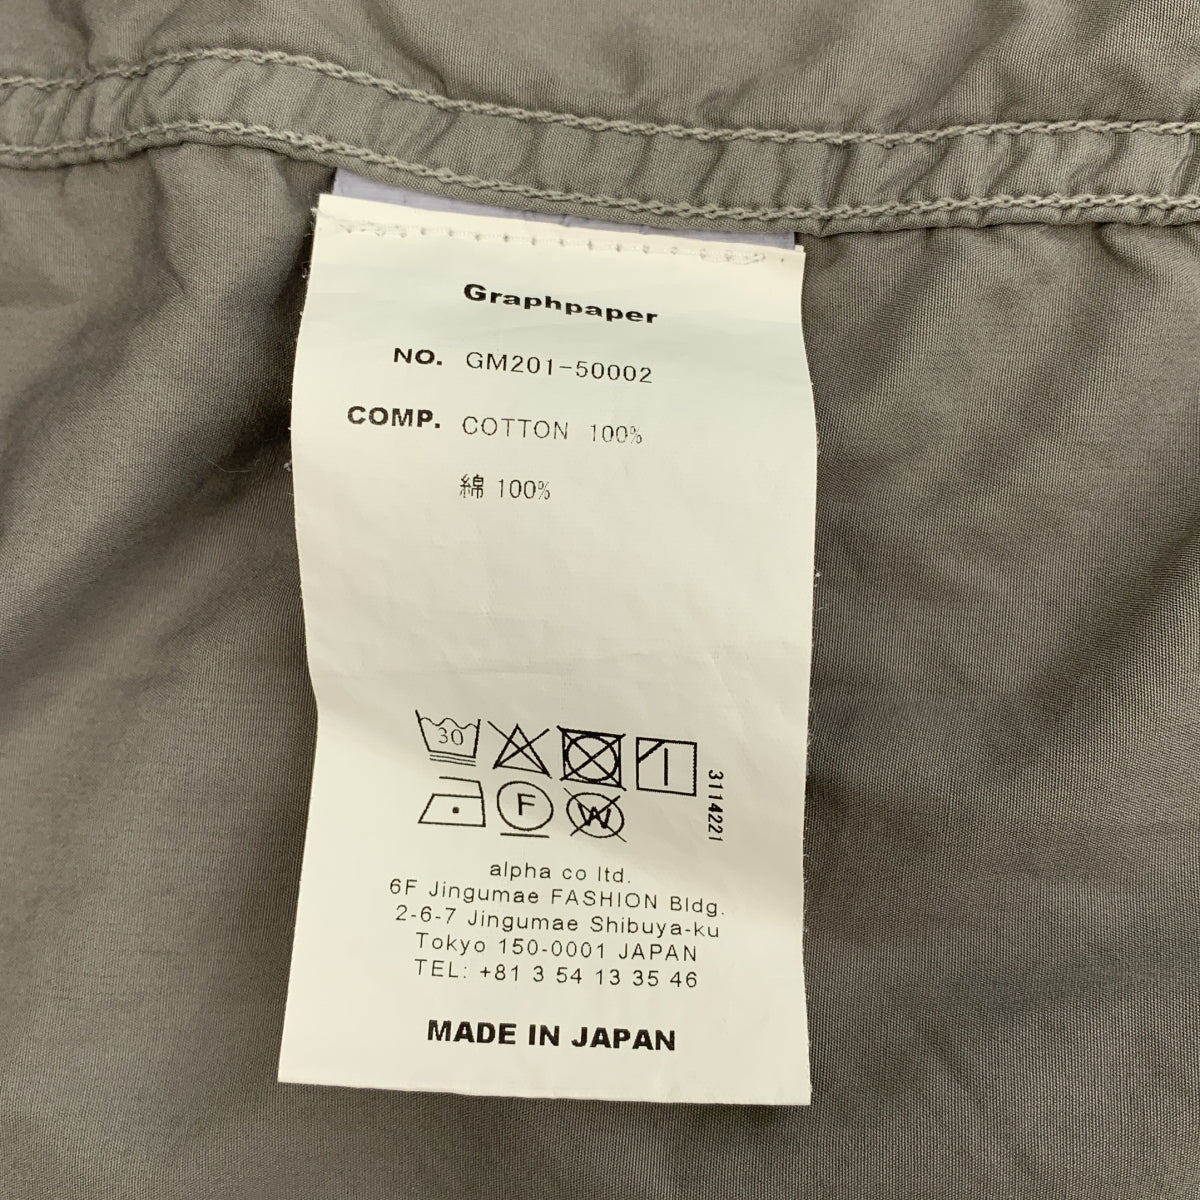 Graphpaper
NO. GM201-50002
COMP. COTTON 100%
綿 100%
30
F
W
3114221
alpha co ltd.
6F Jingumae FASHION Bldg.
2-6-7 Jingumae Shibuya-ku
Tokyo 150-0001 JAPAN
TEL: +81 3 54 13 35 46
MADE IN JAPAN